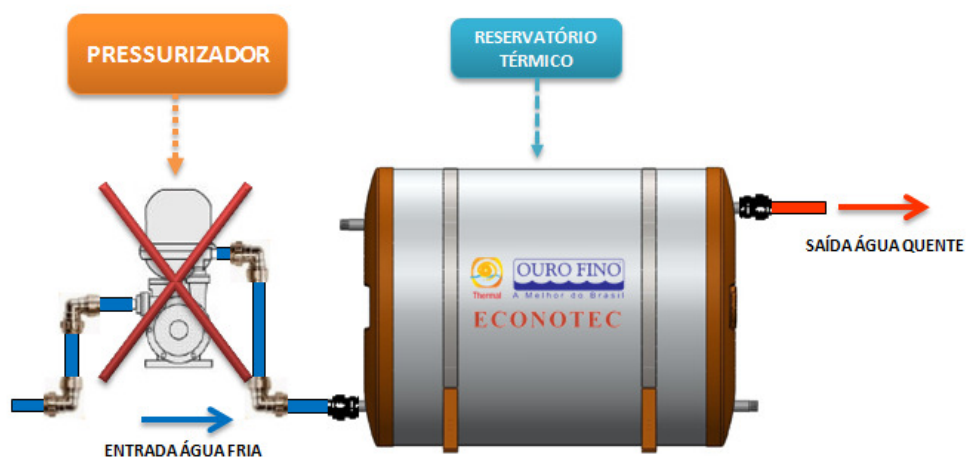 PRESSURIZADOR
RESERVATÓRIO
TÉRMICO
SAÍDA ÁGUA QUENTE
Thermal
OURO FINO
A Melhor do Brasil
ECONOTEC
ENTRADA ÁGUA FRIA